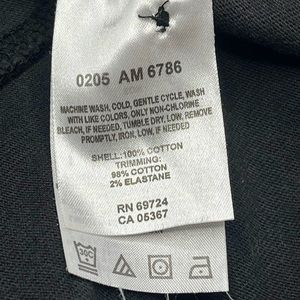 0205 AM 6786
MACHINE WASH, COLD, GENTLE CYCLE, WASH
WITH LIKE COLORS, ONLY NON-CHLORINE
BLEACH, IF NEEDED, TUMBLE DRY, LOW, REMOVE
PROMPTLY, IRON, LOW, IF NEEDED.
SHELL:100% COTTON
TRIMMING:
98% COTTON
2% ELASTANE
RN 69724
CA 05367
30C